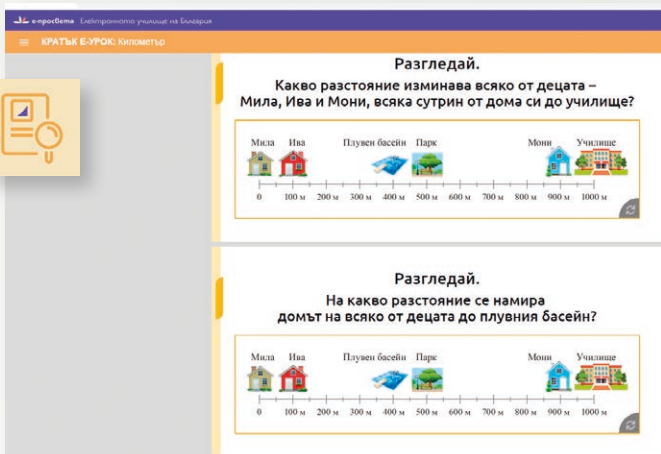 е-просвета Електронното училище на България
КРАТЪК Е-УРОК: Километър
Разгледай.
Какво разстояние изминава всяко от децата –
Мила, Ива и Мони, всяка сутрин от дома си до училище?
Мила Ива Плувен басейн Парк Мони Училище
0 100 м 200 м 300 м 400 м 500 м 600 м 700 м 800 м 900 м 1000 м
Разгледай.
На какво разстояние се намира
домът на всяко от децата до плувния басейн?
Мила Ива Плувен басейн Парк Мони Училище
0 100 м 200 м 300 м 400 м 500 м 600 м 700 м 800 м 900 м 1000 м